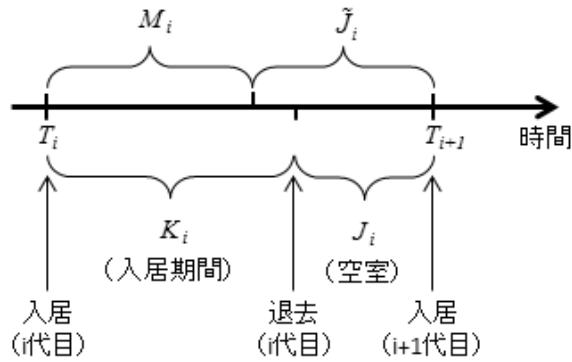 M_i J̃_i
T_i T_{i+1} 時間
K_i J_i
(入居期間) (空室)
入居 退去 入居
(i代目) (i代目) (i+1代目)